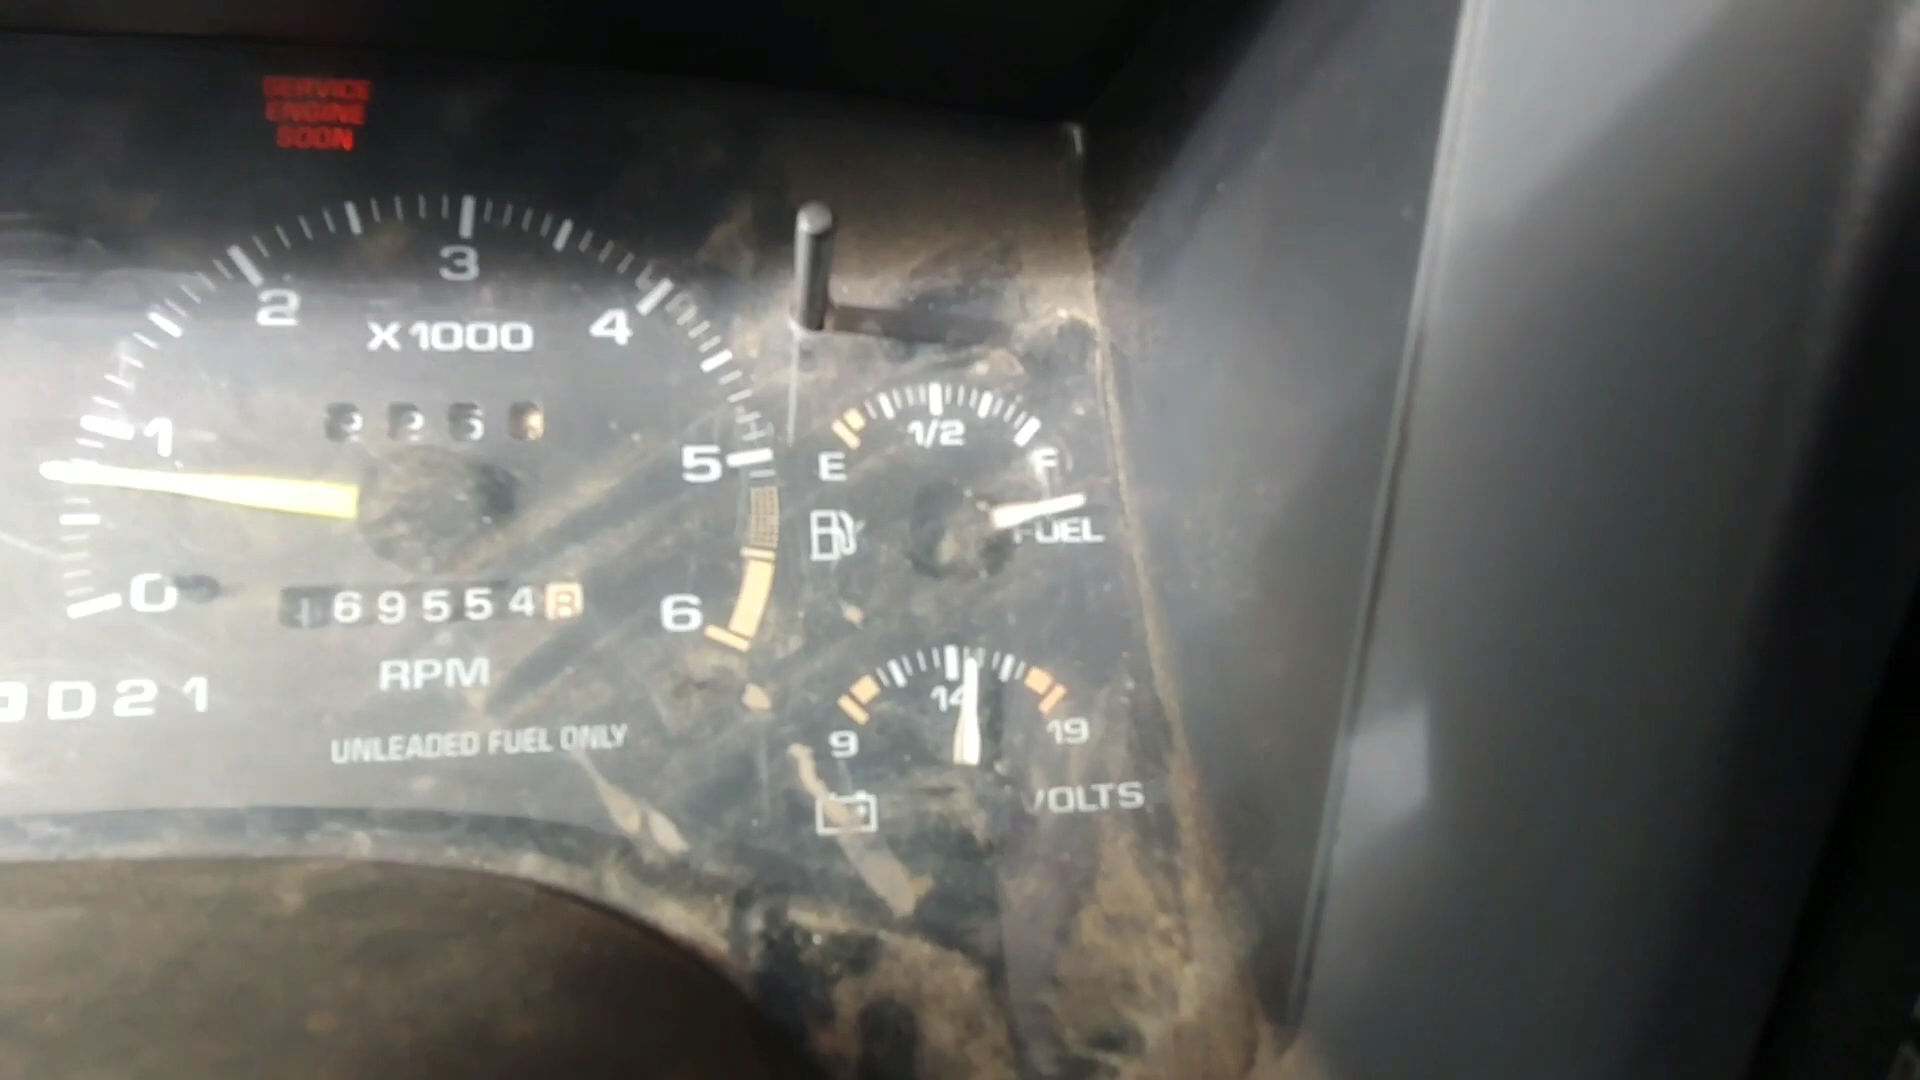 SERVICE
ENGINE
SOON
3
2
4
X1000
1
1/2
5
E
F
FUEL
0
69554
6
RPM
14
D21
UNLEADED FUEL ONLY
9
19
VOLTS